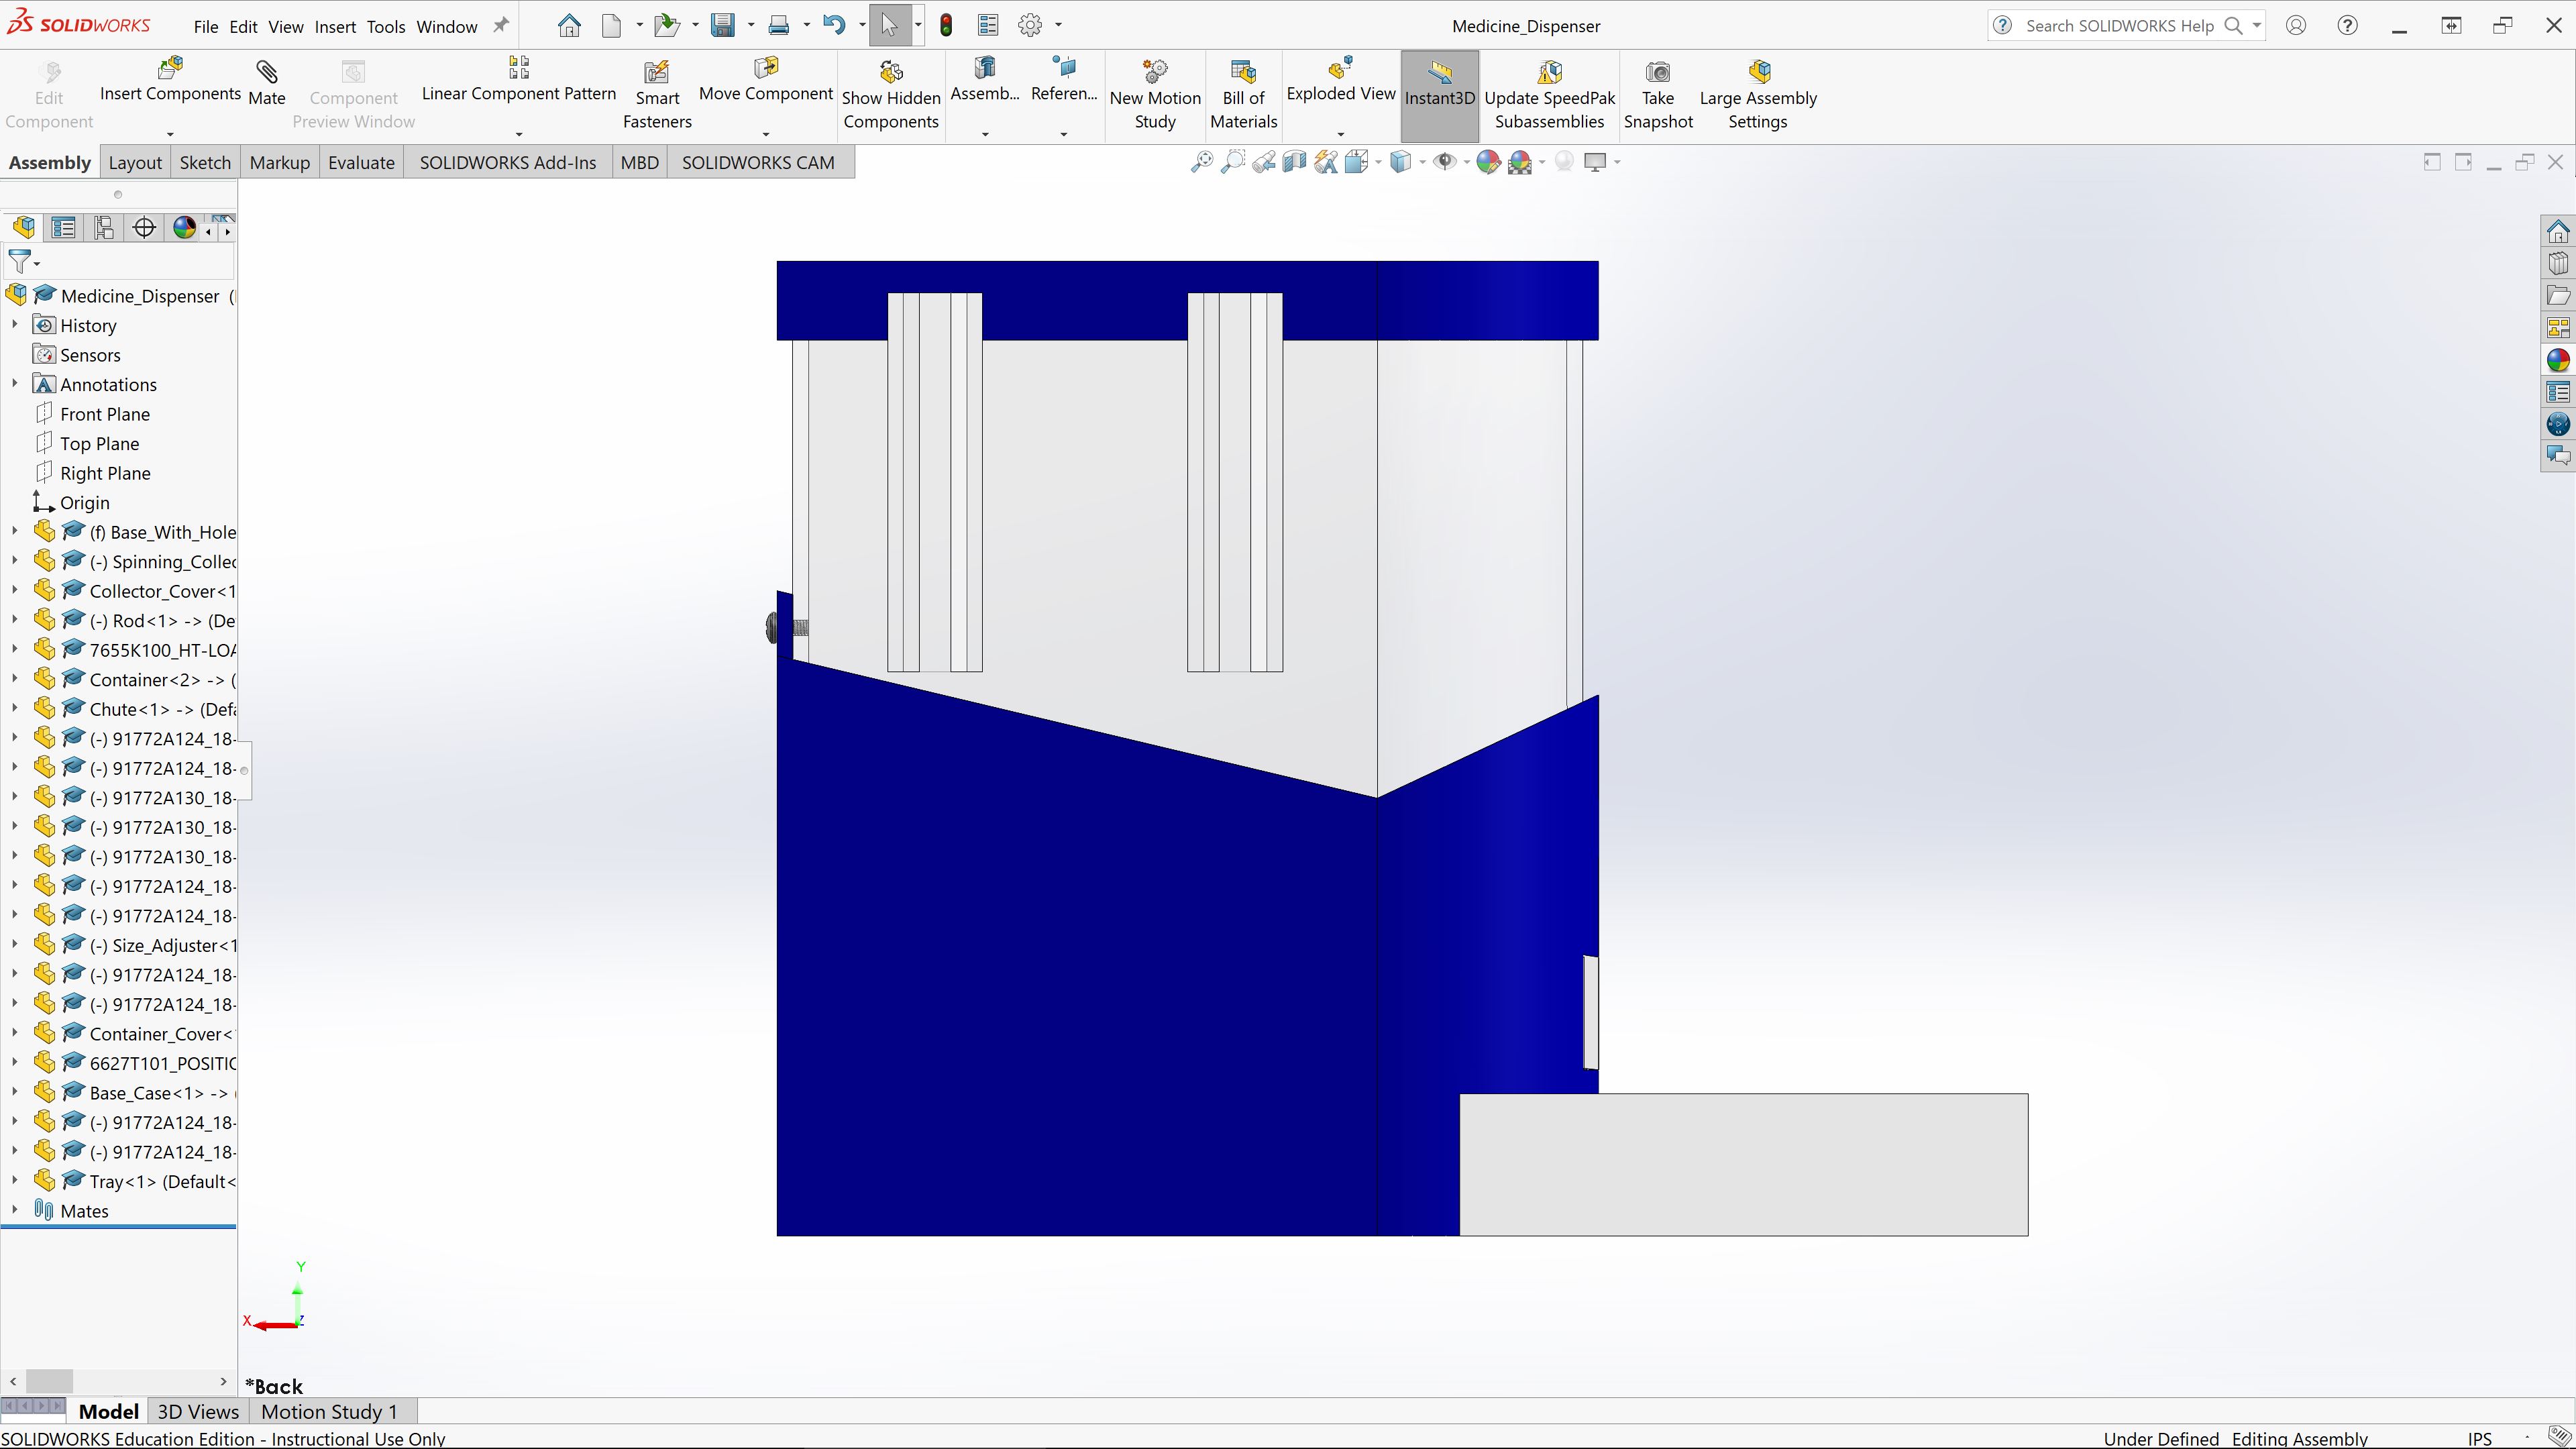 SOLIDWORKS File Edit View Insert Tools Window Medicine_Dispenser Search SOLIDWORKS Help
Edit Component
Insert Components
Mate
Component Preview Window
Linear Component Pattern
Smart Fasteners
Move Component
Show Hidden Components
Assemb...
Referen...
New Motion Study
Bill of Materials
Exploded View
Instant3D
Update SpeedPak Subassemblies
Take Snapshot
Large Assembly Settings
Assembly Layout Sketch Markup Evaluate SOLIDWORKS Add-Ins MBD SOLIDWORKS CAM
Medicine_Dispenser (
History
Sensors
Annotations
Front Plane
Top Plane
Right Plane
Origin
(f) Base_With_Hole
(-) Spinning_Collec
Collector_Cover<1
(-) Rod<1> -> (De
7655K100_HT-LOA
Container<2> -> (
Chute<1> -> (Defa
(-) 91772A124_18-
(-) 91772A124_18-
(-) 91772A130_18-
(-) 91772A130_18-
(-) 91772A130_18-
(-) 91772A124_18-
(-) 91772A124_18-
(-) Size_Adjuster<1
(-) 91772A124_18-
(-) 91772A124_18-
Container_Cover<
6627T101_POSITIO
Base_Case<1> ->
(-) 91772A124_18-
(-) 91772A124_18-
Tray<1> (Default<
Mates
Y
X Z
*Back
Model 3D Views Motion Study 1
SOLIDWORKS Education Edition - Instructional Use Only Under Defined Editing Assembly IPS